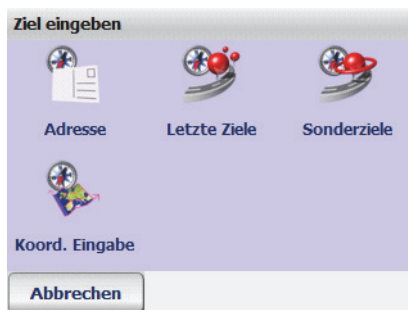 Ziel eingeben
Adresse
Letzte Ziele
Sonderziele
Koord. Eingabe
Abbrechen